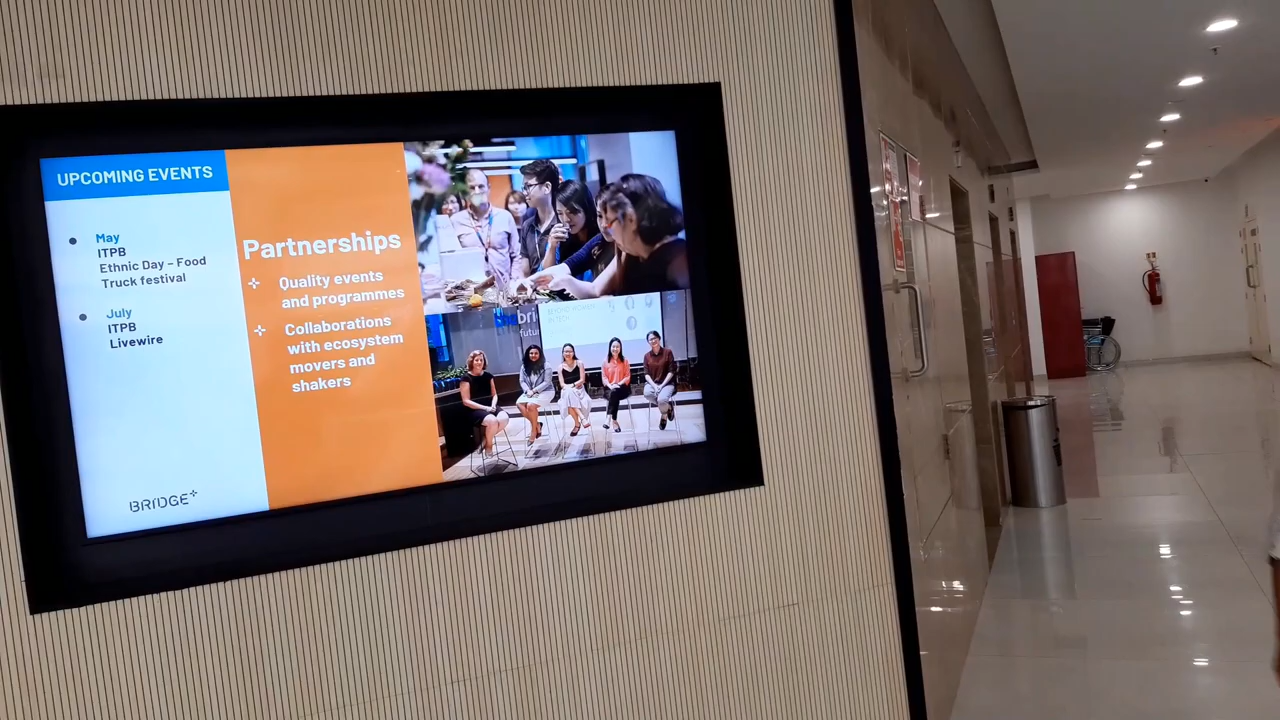 UPCOMING EVENTS
May
ITPB
Ethnic Day – Food
Truck festival
July
ITPB
Livewire
BRIDGE+
Partnerships
Quality events
and programmes
Collaborations
with ecosystem
movers and
shakers